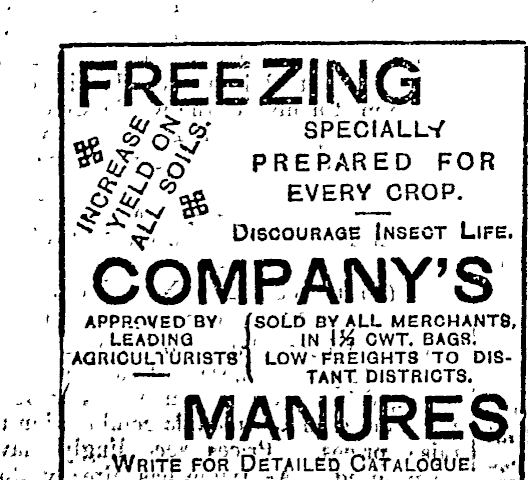 FREEZING
INCREASE
YIELD ON
ALL SOILS.
SPECIALLY
PREPARED FOR
EVERY CROP.
DISCOURAGE INSECT LIFE.
COMPANY'S
APPROVED BY
LEADING
AGRICULTURISTS
SOLD BY ALL MERCHANTS,
IN 1½ CWT. BAGS.
LOW FREIGHTS TO DIS-
TANT DISTRICTS.
MANURES
WRITE FOR DETAILED CATALOGUE.